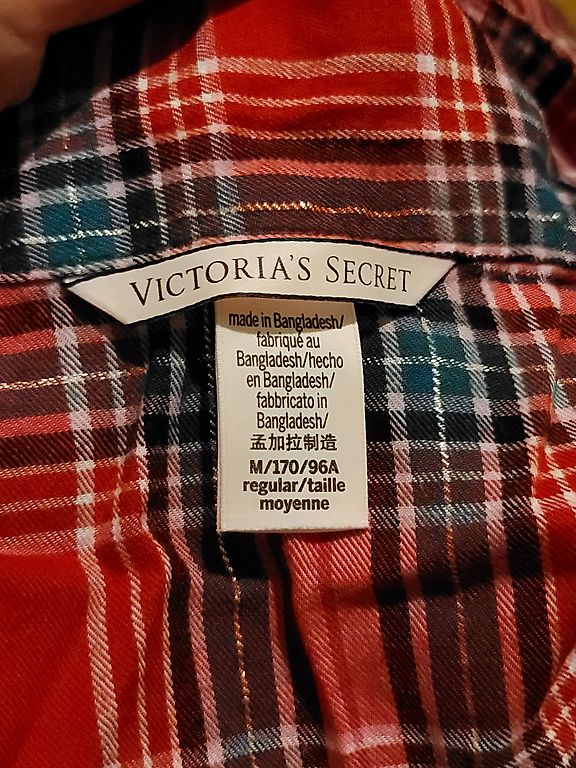 VICTORIA'S SECRET
made in Bangladesh/
fabriqué au
Bangladesh/hecho
en Bangladesh/
fabbricato in
Bangladesh/
孟加拉制造
M/170/96A
regular/taille
moyenne